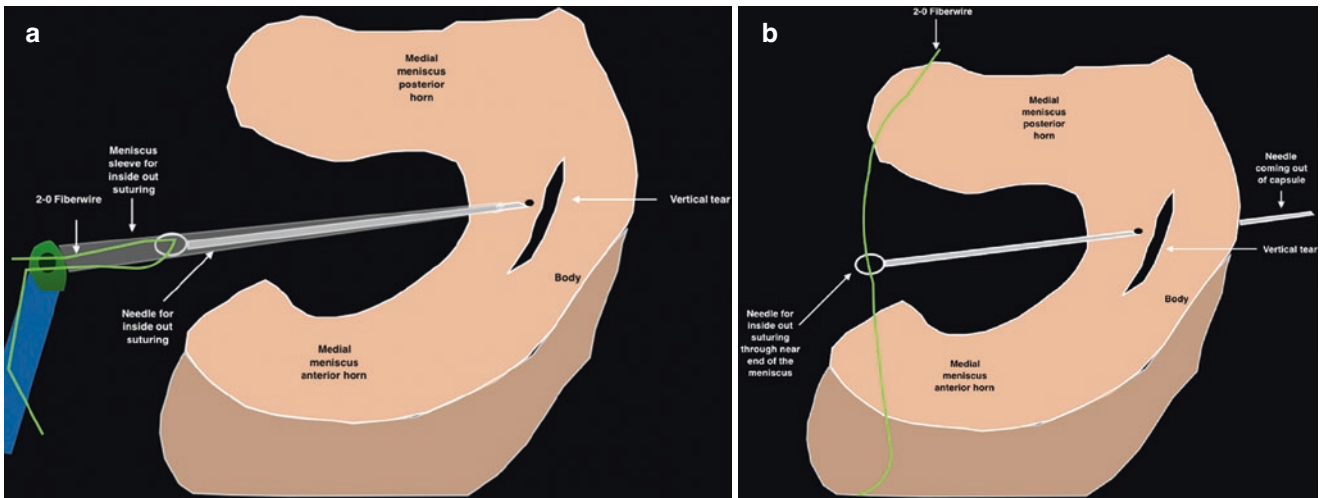 a
Medial
meniscus
posterior
horn
Meniscus
sleeve for
inside out
suturing
2-0 Fiberwire
Vertical tear
Body
Needle for
inside out
suturing
Medial
meniscus
anterior horn
b
2-0 Fiberwire
Medial
meniscus
posterior
horn
Needle
coming out
of capsule
Vertical tear
Body
Needle for
inside out
suturing
through near
end of the
meniscus
Medial
meniscus
anterior horn